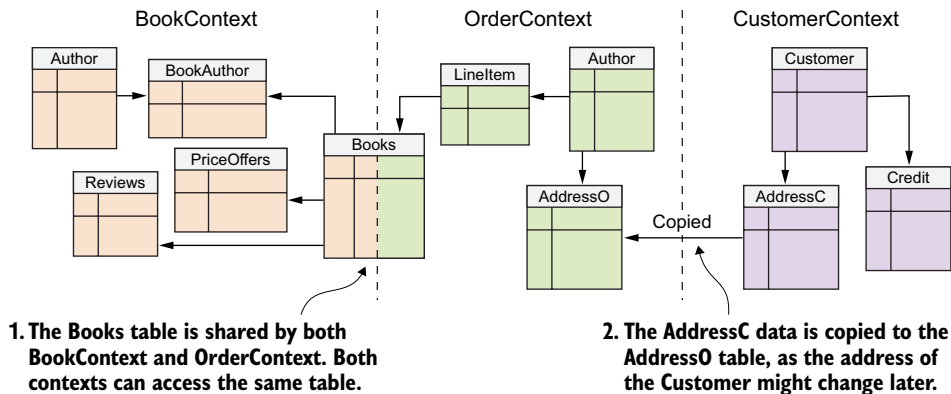 BookContext
OrderContext
CustomerContext
Author
BookAuthor
PriceOffers
Reviews
Books
LineItem
Author
AddressO
Copied
Customer
AddressC
Credit
1. The Books table is shared by both
BookContext and OrderContext. Both
contexts can access the same table.
2. The AddressC data is copied to the
AddressO table, as the address of
the Customer might change later.